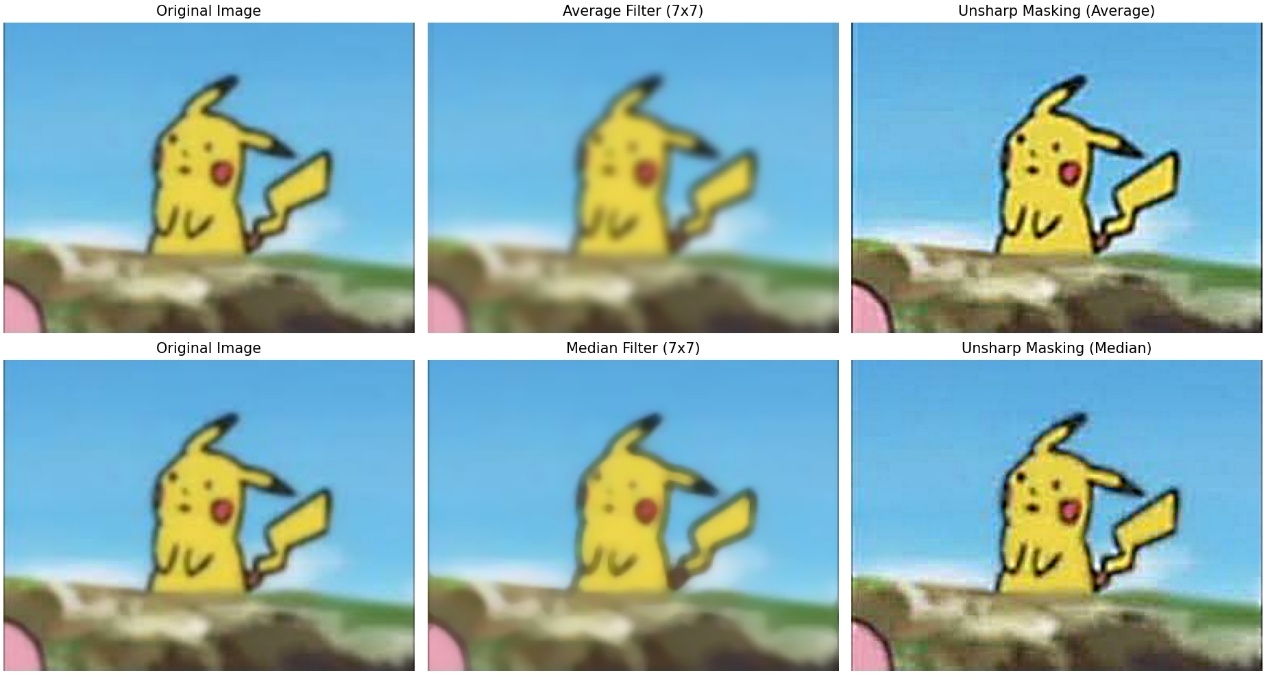 Original Image
Average Filter (7x7)
Unsharp Masking (Average)
Original Image
Median Filter (7x7)
Unsharp Masking (Median)